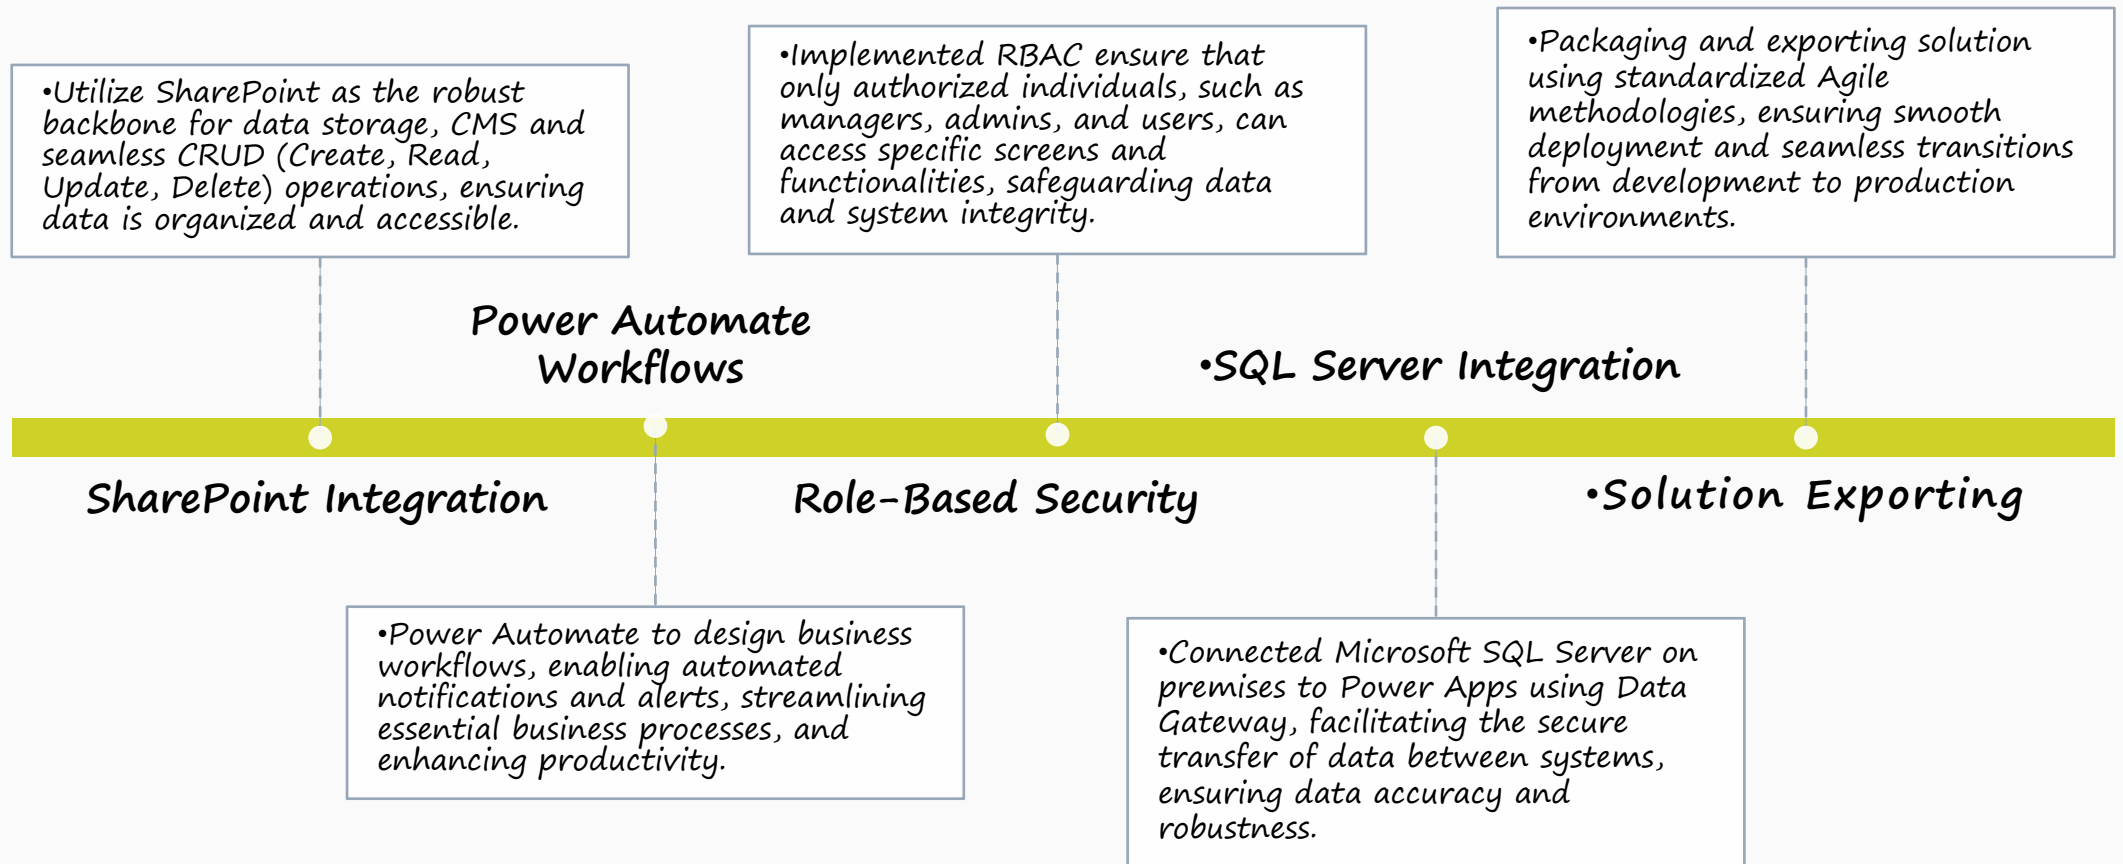 •Utilize SharePoint as the robust
backbone for data storage, CMS and
seamless CRUD (Create, Read,
Update, Delete) operations, ensuring
data is organized and accessible.
SharePoint Integration
Power Automate
Workflows
•Power Automate to design business
workflows, enabling automated
notifications and alerts, streamlining
essential business processes, and
enhancing productivity.
•Implemented RBAC ensure that
only authorized individuals, such as
managers, admins, and users, can
access specific screens and
functionalities, safeguarding data
and system integrity.
Role-Based Security
•SQL Server Integration
•Connected Microsoft SQL Server on
premises to Power Apps using Data
Gateway, facilitating the secure
transfer of data between systems,
ensuring data accuracy and
robustness.
•Packaging and exporting solution
using standardized Agile
methodologies, ensuring smooth
deployment and seamless transitions
from development to production
environments.
•Solution Exporting